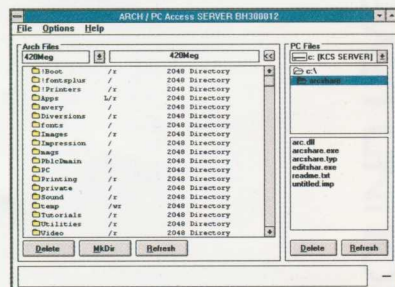 ARCH / PC Access SERVER BH300012
File Options Help
Arch Files
420Meg 420Meg <<
!Boot /r 2048 Directory
!fontsplus / 2048 Directory
!Printers /r 2048 Directory
Apps L/r 2048 Directory
avery / 2048 Directory
Diversions /r 2048 Directory
fonts / 2048 Directory
Images /r 2048 Directory
Impression / 2048 Directory
mags / 2048 Directory
PblcDmain / 2048 Directory
PC / 2048 Directory
Printing /r 2048 Directory
private / 2048 Directory
Sound /r 2048 Directory
temp /wr 2048 Directory
Tutorials /r 2048 Directory
Utilities /r 2048 Directory
Video /r 2048 Directory
Delete MkDir Refresh
PC Files
c: [KCS SERVER]
c:\
arcshare
arc.dll
arcshare.exe
arcshare.typ
editshar.exe
readme.txt
untitled.imp
Delete Refresh